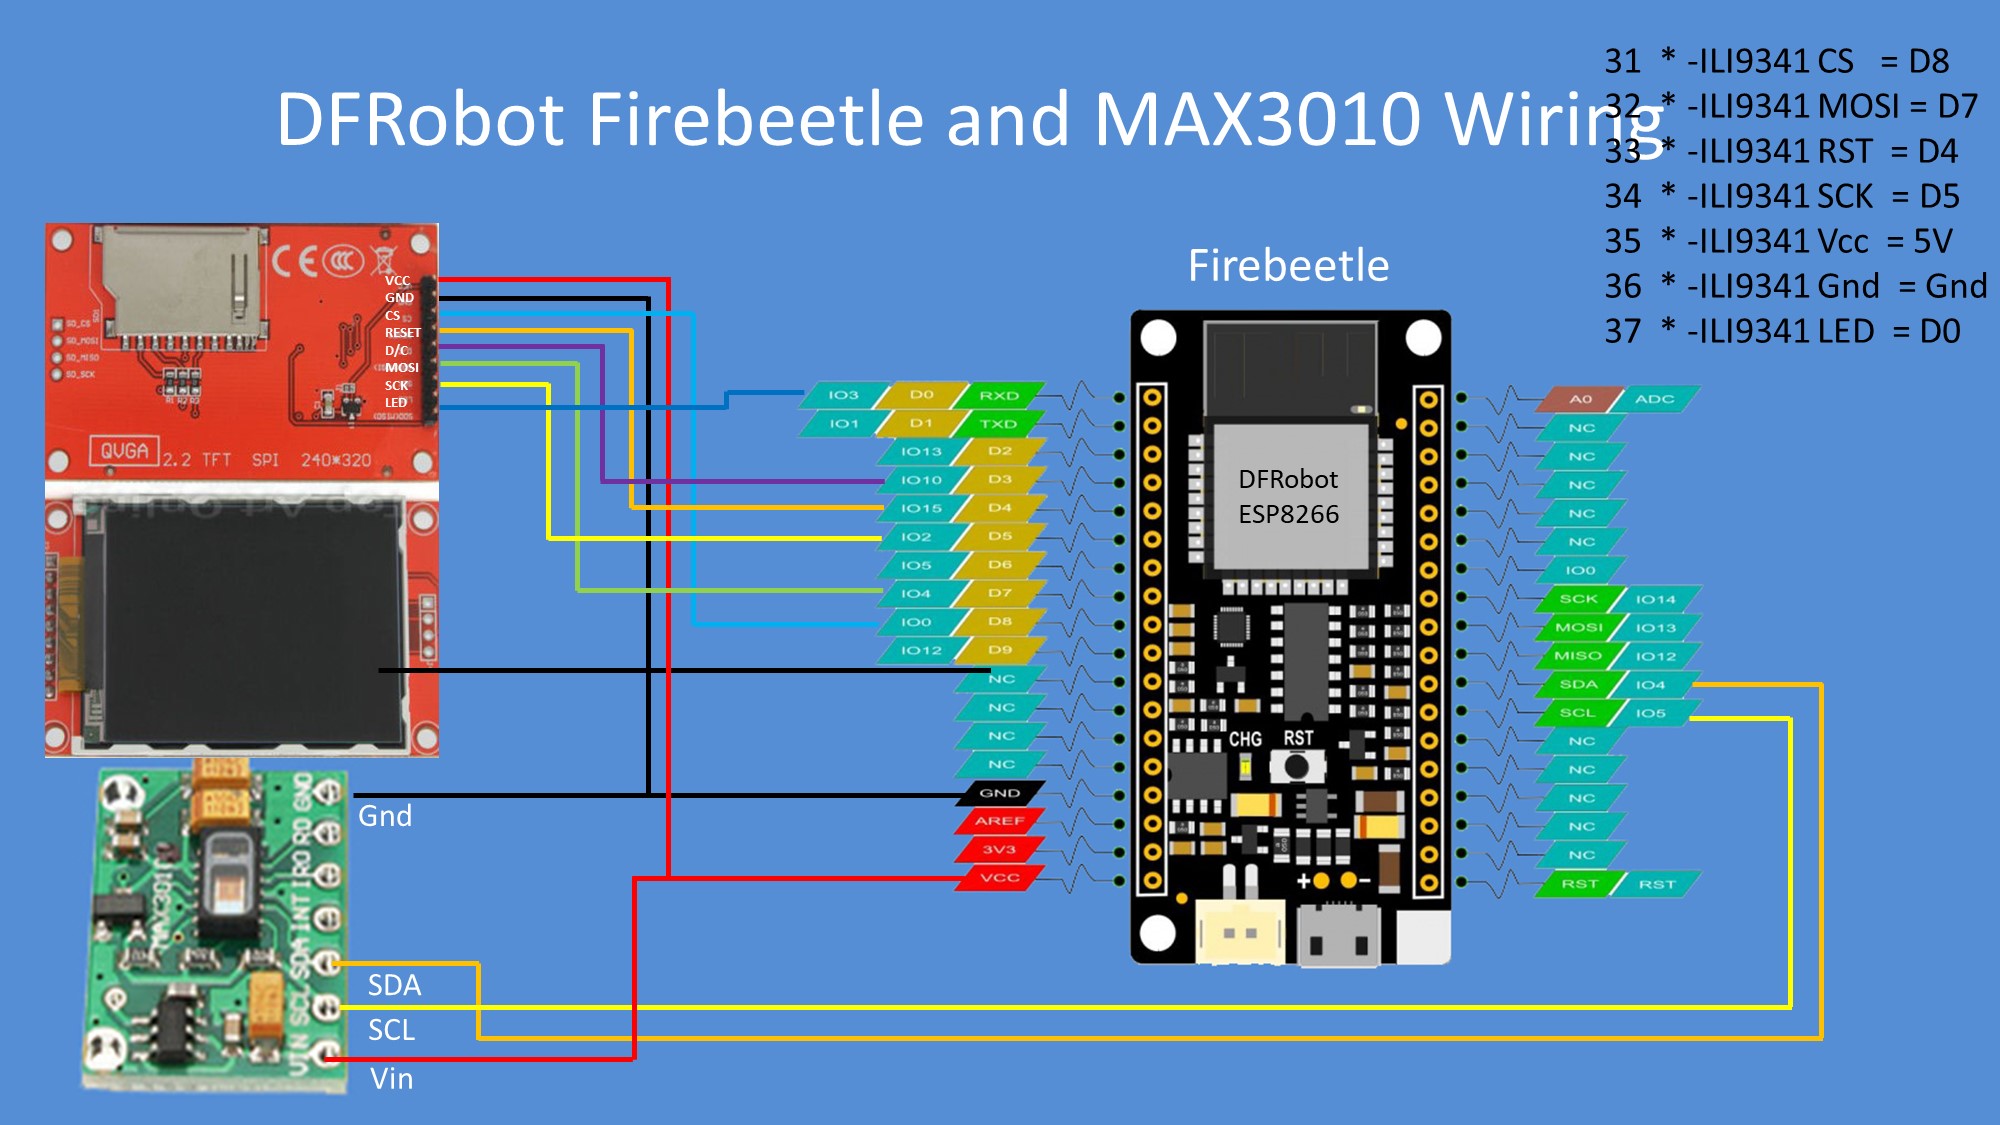 DFRobot Firebeetle and MAX3010 Wiring
31 * -ILI9341 CS = D8
32 * -ILI9341 MOSI = D7
33 * -ILI9341 RST = D4
34 * -ILI9341 SCK = D5
35 * -ILI9341 Vcc = 5V
36 * -ILI9341 Gnd = Gnd
37 * -ILI9341 LED = D0
VCC
GND
CS
RESET
D/C
MOSI
SCK
LED
SD_CS
SD_MOSI
SD_MISO
SD_SCK
R1 R2 R3
QVGA
2.2 TFT SPI 240*320
Firebeetle
DFRobot
ESP8266
IO3 D0 RXD
IO1 D1 TXD
IO13 D2
IO10 D3
IO15 D4
IO2 D5
IO5 D6
IO4 D7
IO0 D8
IO12 D9
NC
NC
NC
NC
GND
AREF
3V3
VCC
CHG RST
+ -
A0 ADC
NC
NC
NC
NC
NC
IO0
SCK IO14
MOSI IO13
MISO IO12
SDA IO4
SCL IO5
NC
NC
NC
NC
NC
RST RST
GND
RD
IRD
INT
SDA
SCL
VIN
MAX3010
Gnd
SDA
SCL
Vin